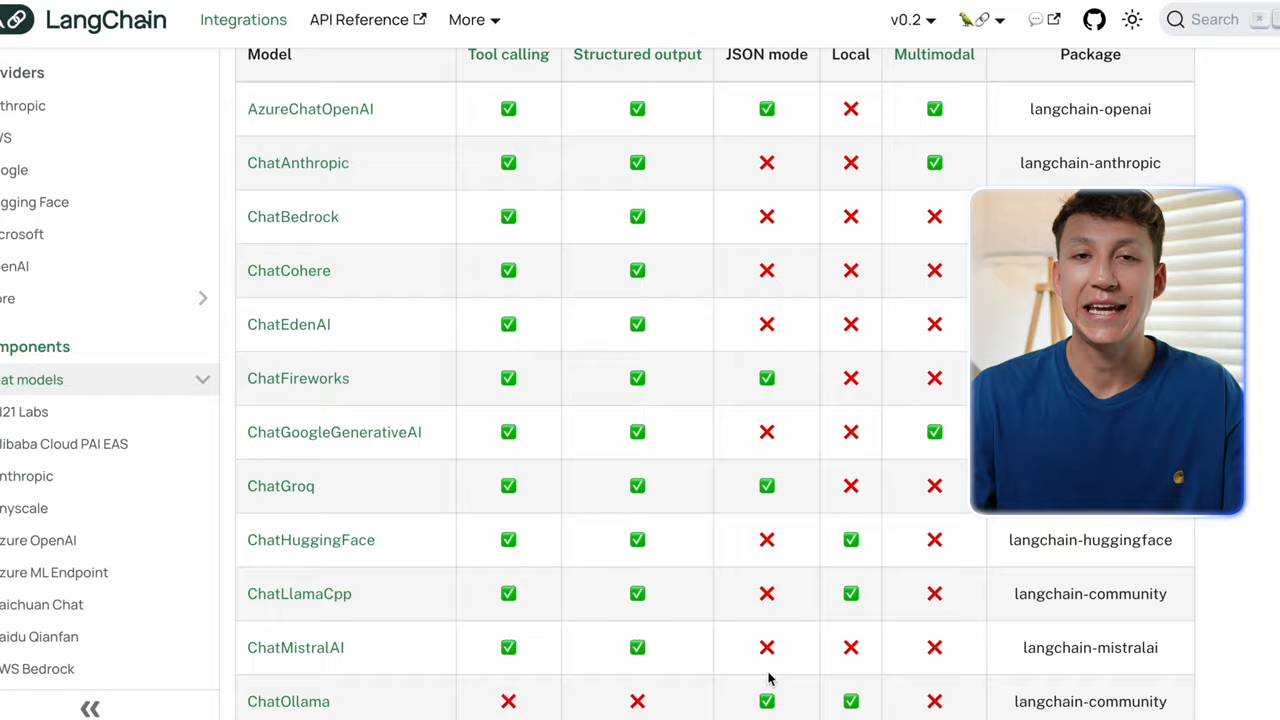 LangChain
Integrations
API Reference
More
v0.2
Search
viders
thropic
WS
ogle
gging Face
crosoft
enAI
ore
mponents
at models
I21 Labs
libaba Cloud PAI EAS
nthropic
nyscale
zure OpenAI
zure ML Endpoint
aichuan Chat
aidu Qianfan
WS Bedrock
Model Tool calling Structured output JSON mode Local Multimodal Package
AzureChatOpenAI ✅ ✅ ✅ ❌ ✅ langchain-openai
ChatAnthropic ✅ ✅ ❌ ❌ ✅ langchain-anthropic
ChatBedrock ✅ ✅ ❌ ❌ ❌
ChatCohere ✅ ✅ ❌ ❌ ❌
ChatEdenAI ✅ ✅ ❌ ❌ ❌
ChatFireworks ✅ ✅ ✅ ❌ ❌
ChatGoogleGenerativeAI ✅ ✅ ❌ ❌ ✅
ChatGroq ✅ ✅ ✅ ❌ ❌
ChatHuggingFace ✅ ✅ ❌ ✅ ❌ langchain-huggingface
ChatLlamaCpp ✅ ✅ ❌ ✅ ❌ langchain-community
ChatMistralAI ✅ ✅ ❌ ❌ ❌ langchain-mistralai
ChatOllama ❌ ❌ ✅ ✅ ❌ langchain-community